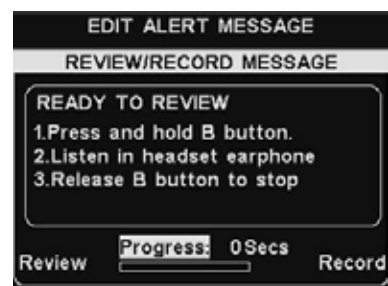 EDIT ALERT MESSAGE
REVIEW/RECORD MESSAGE
READY TO REVIEW
1.Press and hold B button.
2.Listen in headset earphone
3.Release B button to stop
Progress: 0Secs
Review Record